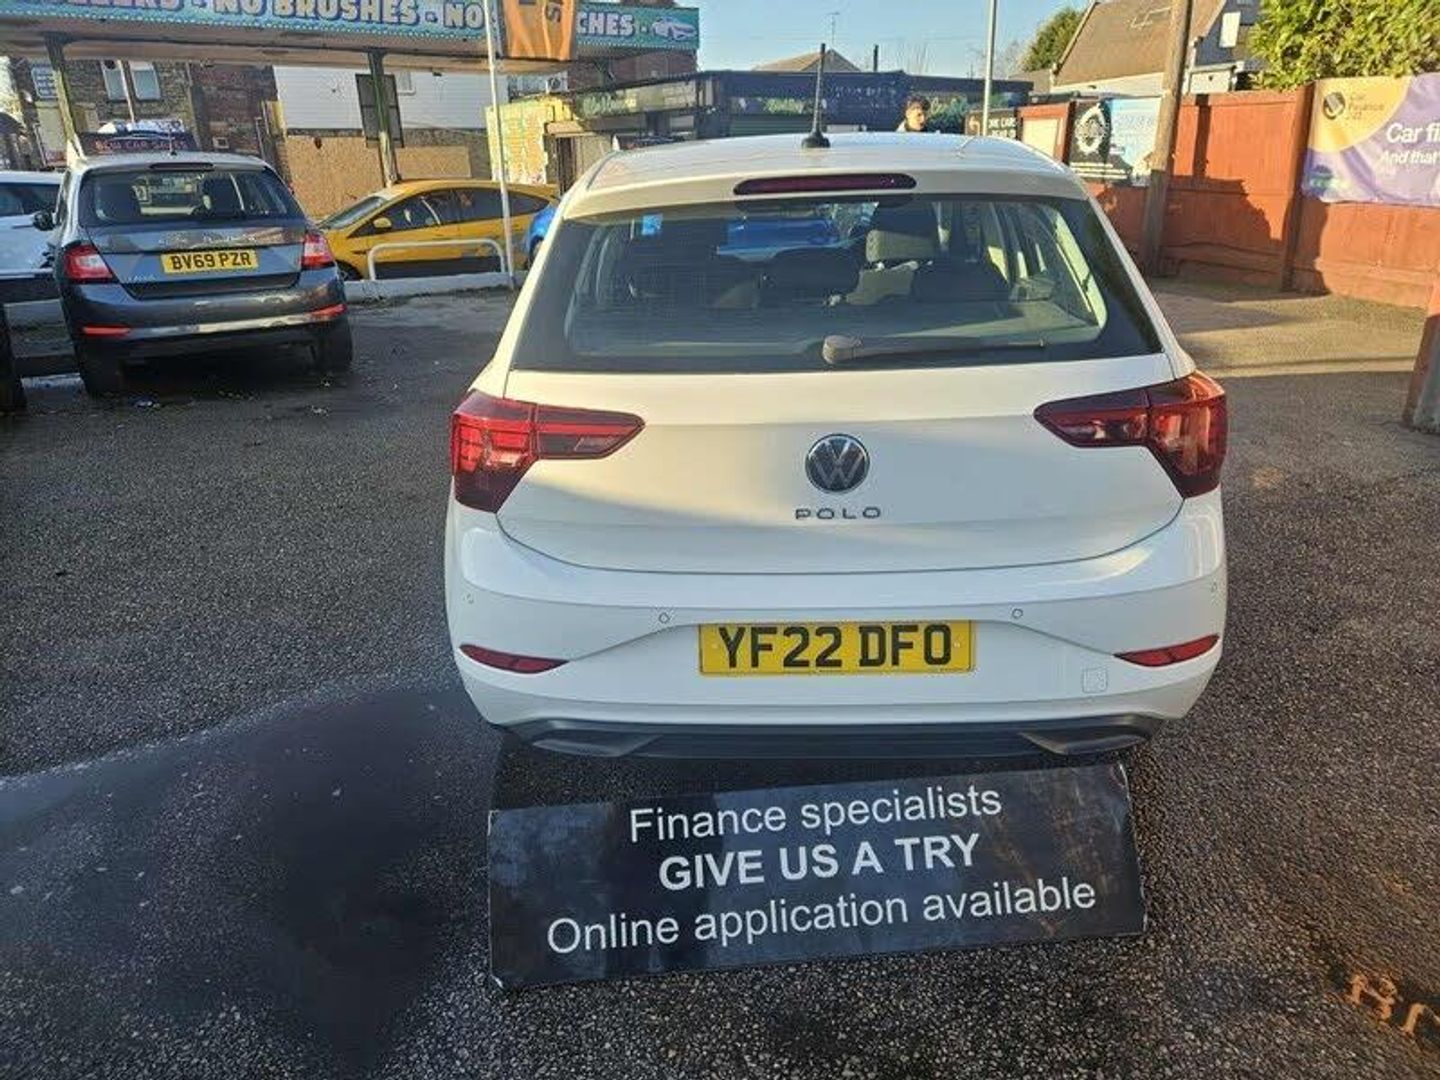 - NO BRUSHES - NO
CHES -
BV69 PZR
Car fi
And that
POLO
YF22 DFO
Finance specialists
GIVE US A TRY
Online application available